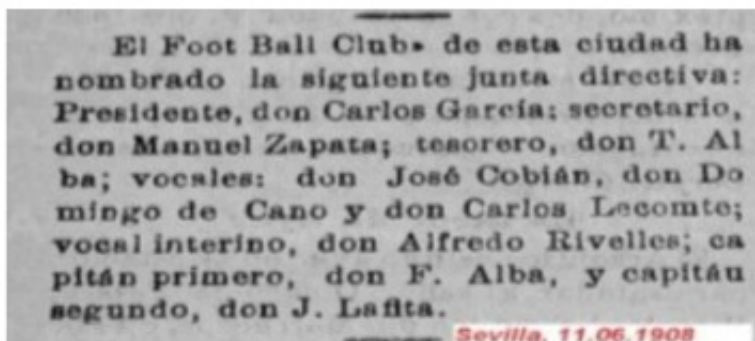 El Foot Ball Club» de esta ciudad ha
nombrado la siguiente junta directiva:
Presidente, don Carlos García; secretario,
don Manuel Zapata; tesorero, don T. Al
ba; vocales: don José Cobián, don Do
mingo de Cano y don Carlos Lecomte;
vocal interino, don Alfredo Rivelles; ca
pitán primero, don F. Alba, y capitáu
segundo, don J. Lafita.
Sevilla, 11.06.1908